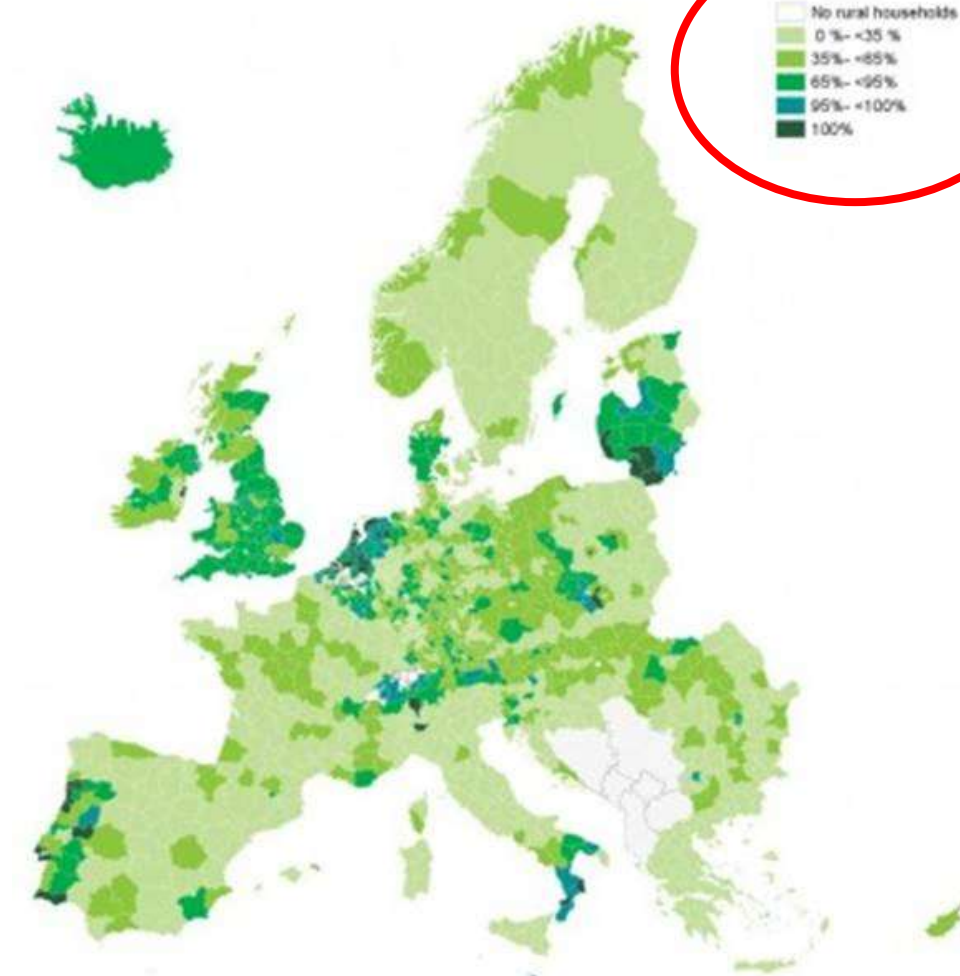 No rural households
0 %- <35 %
35%- <65%
65%- <95%
95%- <100%
100%